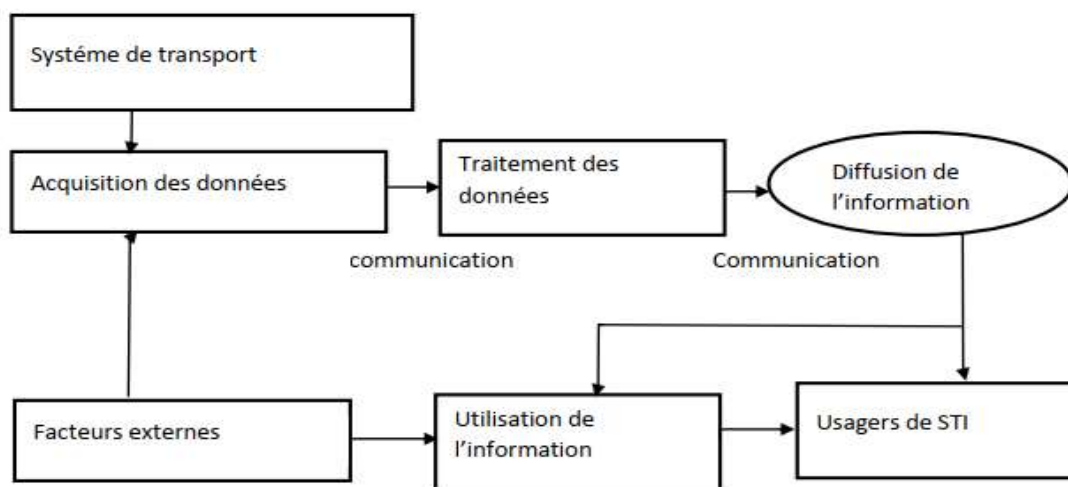 Systéme de transport
Acquisition des données
Traitement des
données
Diffusion de
l’information
communication
Communication
Facteurs externes
Utilisation de
l’information
Usagers de STI